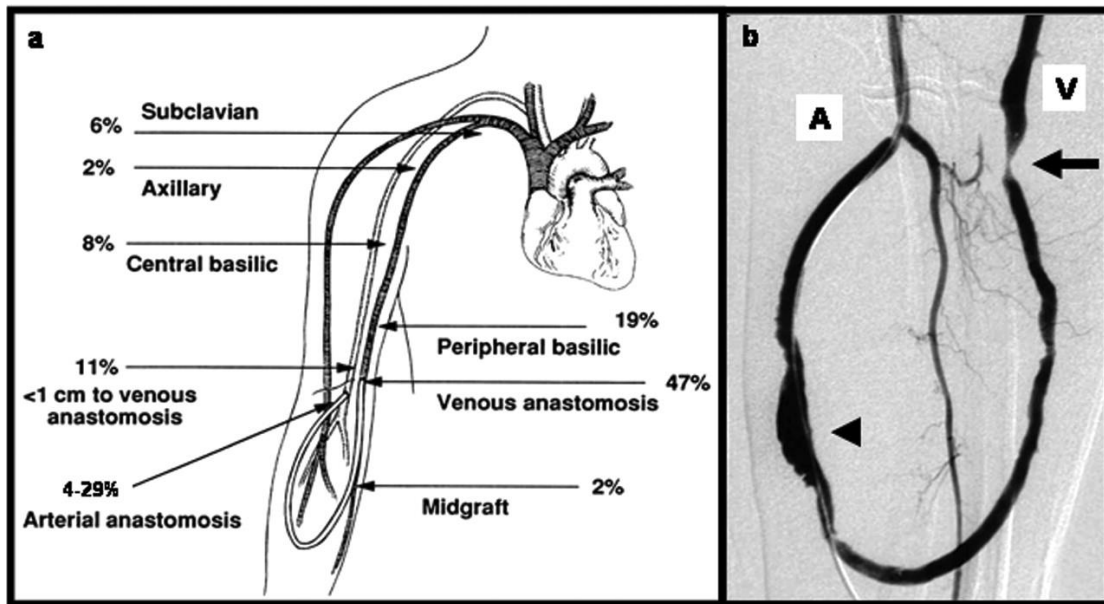 a
Subclavian
6%
2%
Axillary
8%
Central basilic
19%
Peripheral basilic
11%
<1 cm to venous
anastomosis
47%
Venous anastomosis
4-29%
Arterial anastomosis
2%
Midgraft
b
A
V